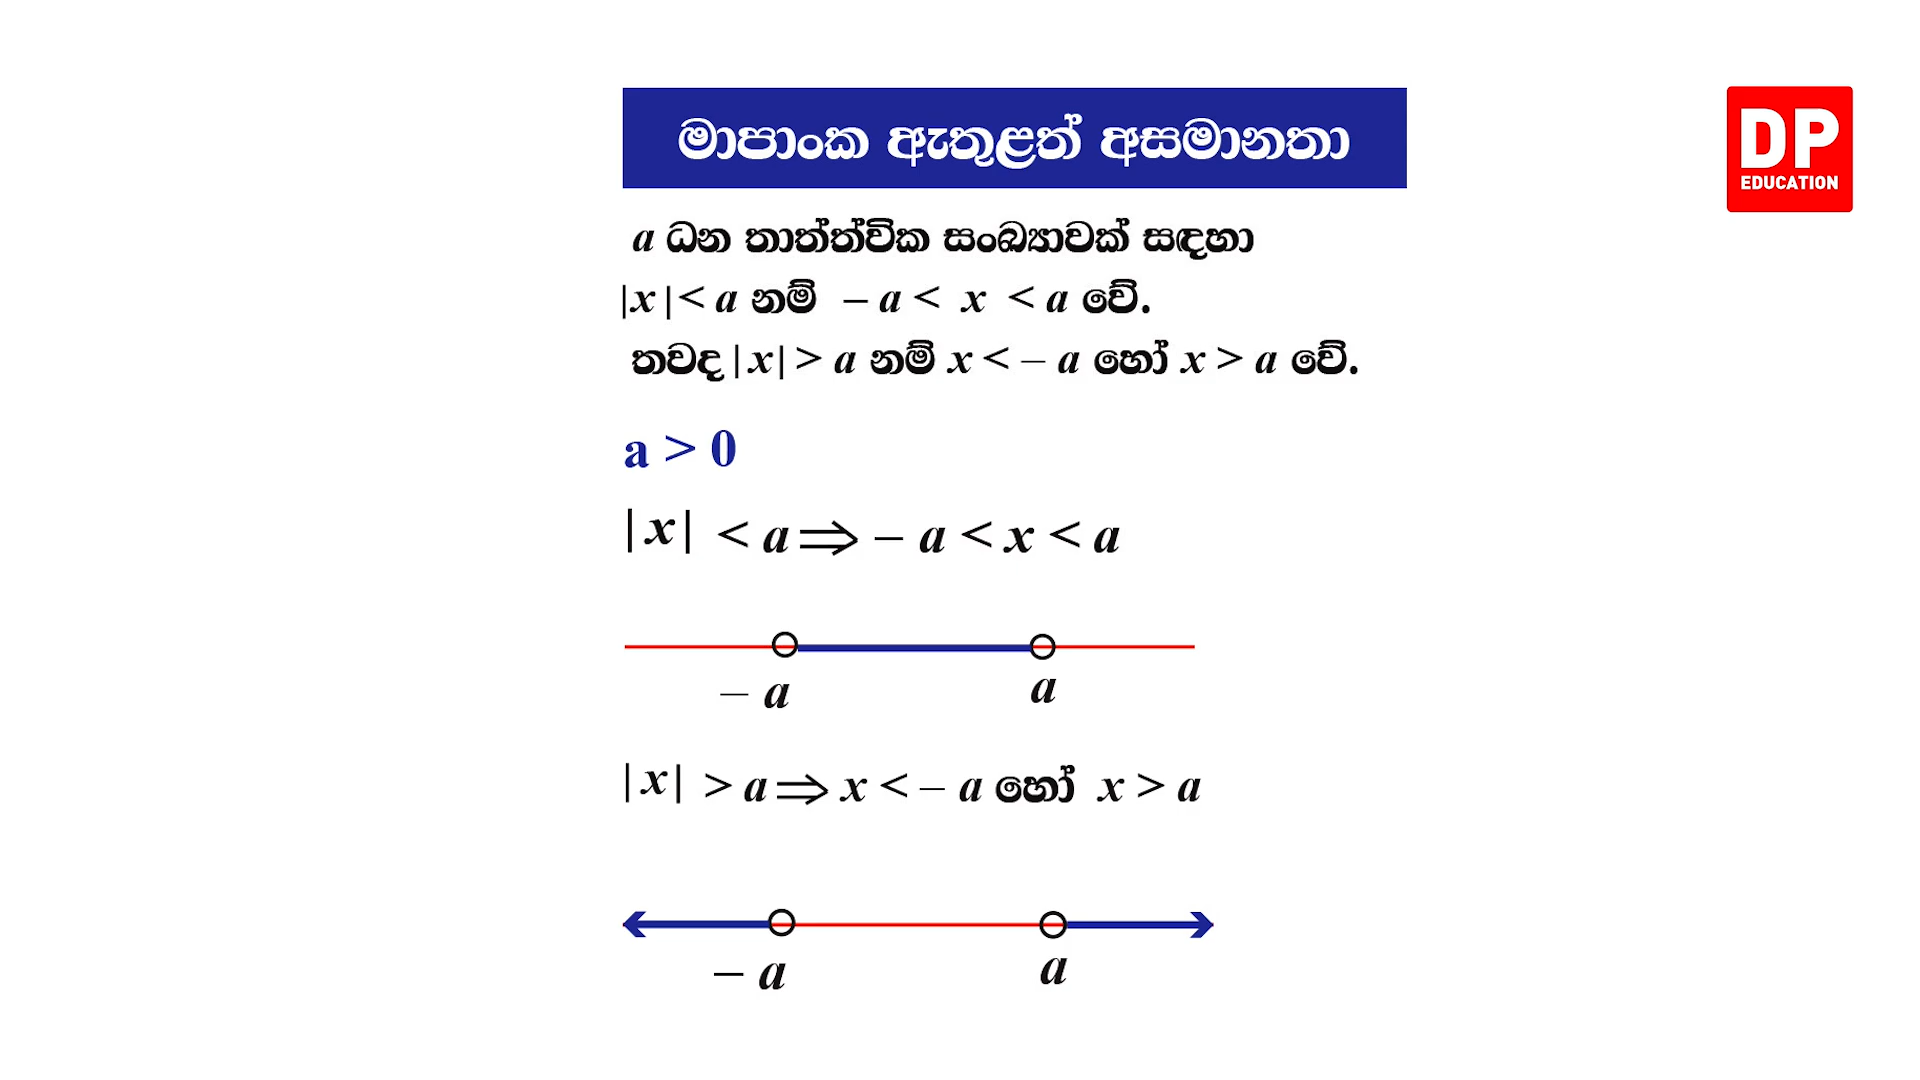 මාපාංක ඇතුළත් අසමානතා
DP
EDUCATION
a ධන තාත්ත්වික සංඛ්‍යාවක් සඳහා
|x| < a නම් – a < x < a වේ.
තවද |x| > a නම් x < – a හෝ x > a වේ.
a > 0
|x| < a ⇒ – a < x < a
– a a
|x| > a ⇒ x < – a හෝ x > a
– a a